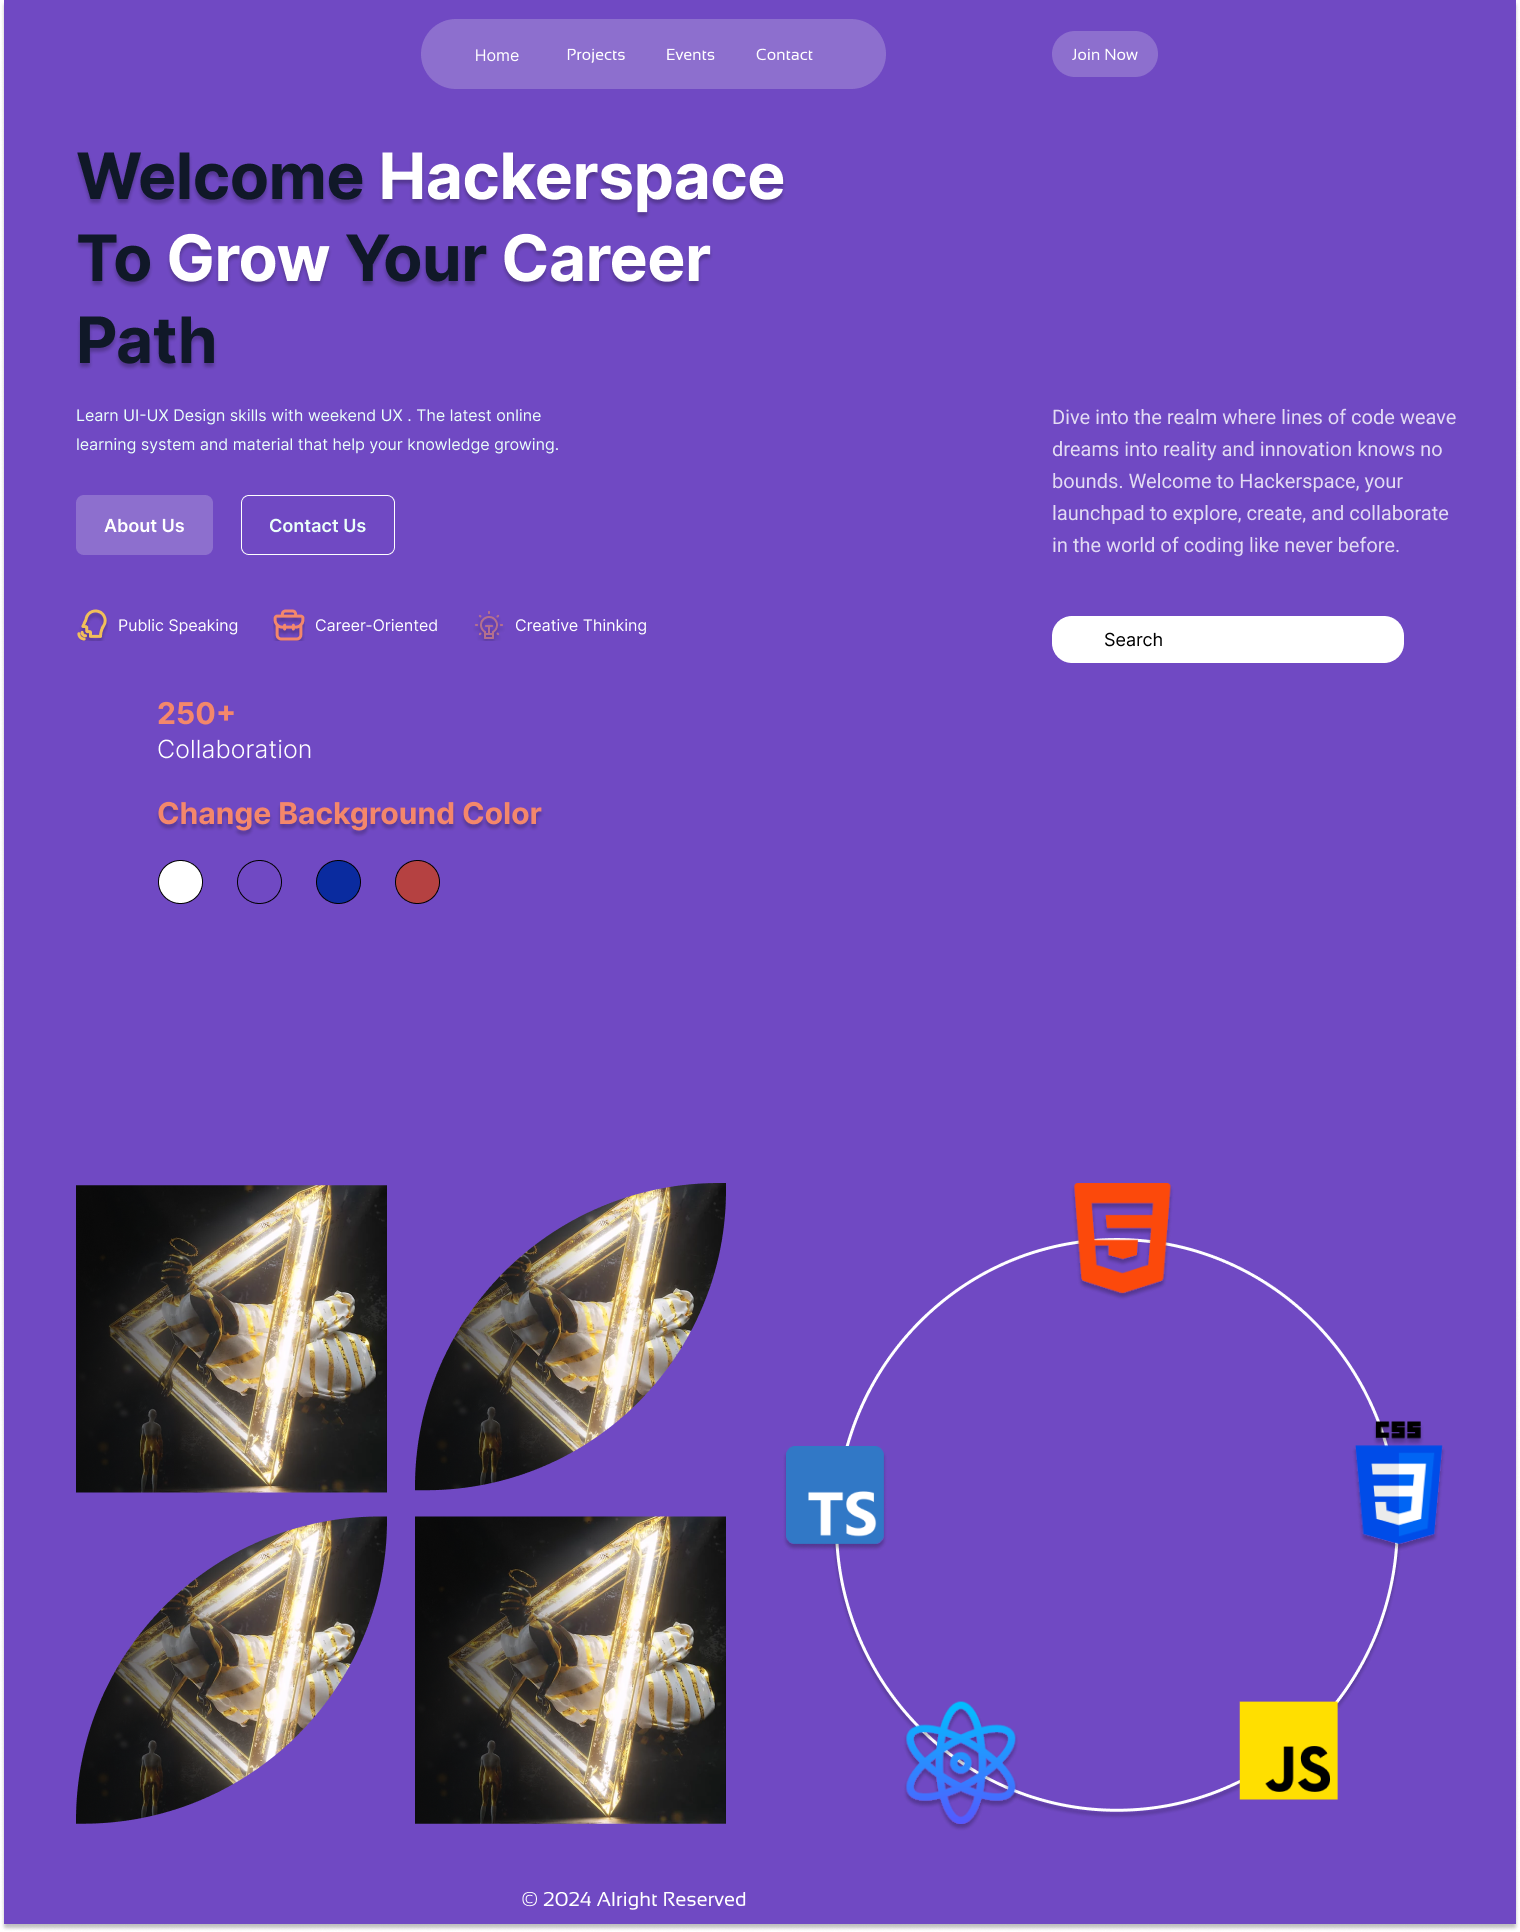 Home Projects Events Contact
Join Now
Welcome Hackerspace
To Grow Your Career
Path
Learn UI-UX Design skills with weekend UX . The latest online
learning system and material that help your knowledge growing.
About Us
Contact Us
Public Speaking
Career-Oriented
Creative Thinking
250+
Collaboration
Change Background Color
Dive into the realm where lines of code weave
dreams into reality and innovation knows no
bounds. Welcome to Hackerspace, your
launchpad to explore, create, and collaborate
in the world of coding like never before.
Search
5
CSS
3
TS
JS
© 2024 Alright Reserved